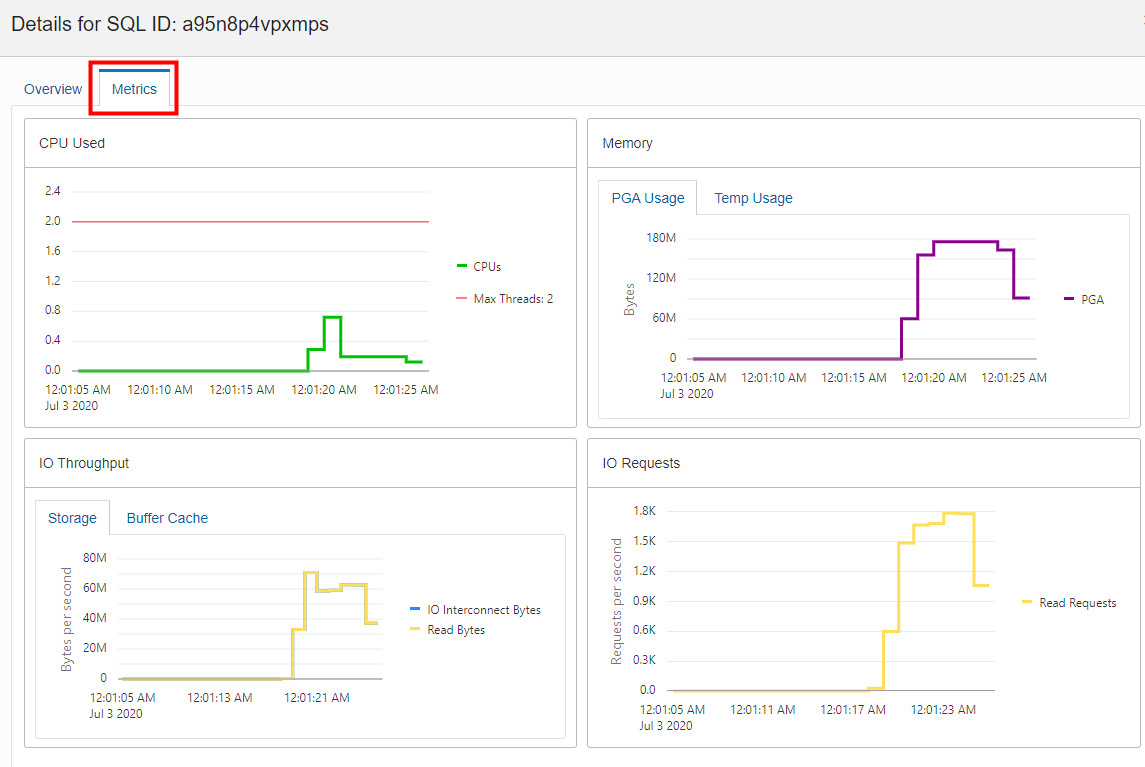 Details for SQL ID: a95n8p4vpxmps
Overview
Metrics
CPU Used
2.4
2.0
1.6
1.2
0.8
0.4
0.0
12:01:05 AM 12:01:10 AM 12:01:15 AM 12:01:20 AM 12:01:25 AM
Jul 3 2020
CPUs
Max Threads: 2
Memory
PGA Usage Temp Usage
Bytes
180M
120M
60M
0
12:01:05 AM 12:01:10 AM 12:01:15 AM 12:01:20 AM 12:01:25 AM
Jul 3 2020
PGA
IO Throughput
Storage Buffer Cache
Bytes per second
80M
60M
40M
20M
0
12:01:05 AM 12:01:13 AM 12:01:21 AM
Jul 3 2020
IO Interconnect Bytes
Read Bytes
IO Requests
Requests per second
1.8K
1.5K
1.2K
0.9K
0.6K
0.3K
0.0
12:01:05 AM 12:01:11 AM 12:01:17 AM 12:01:23 AM
Jul 3 2020
Read Requests